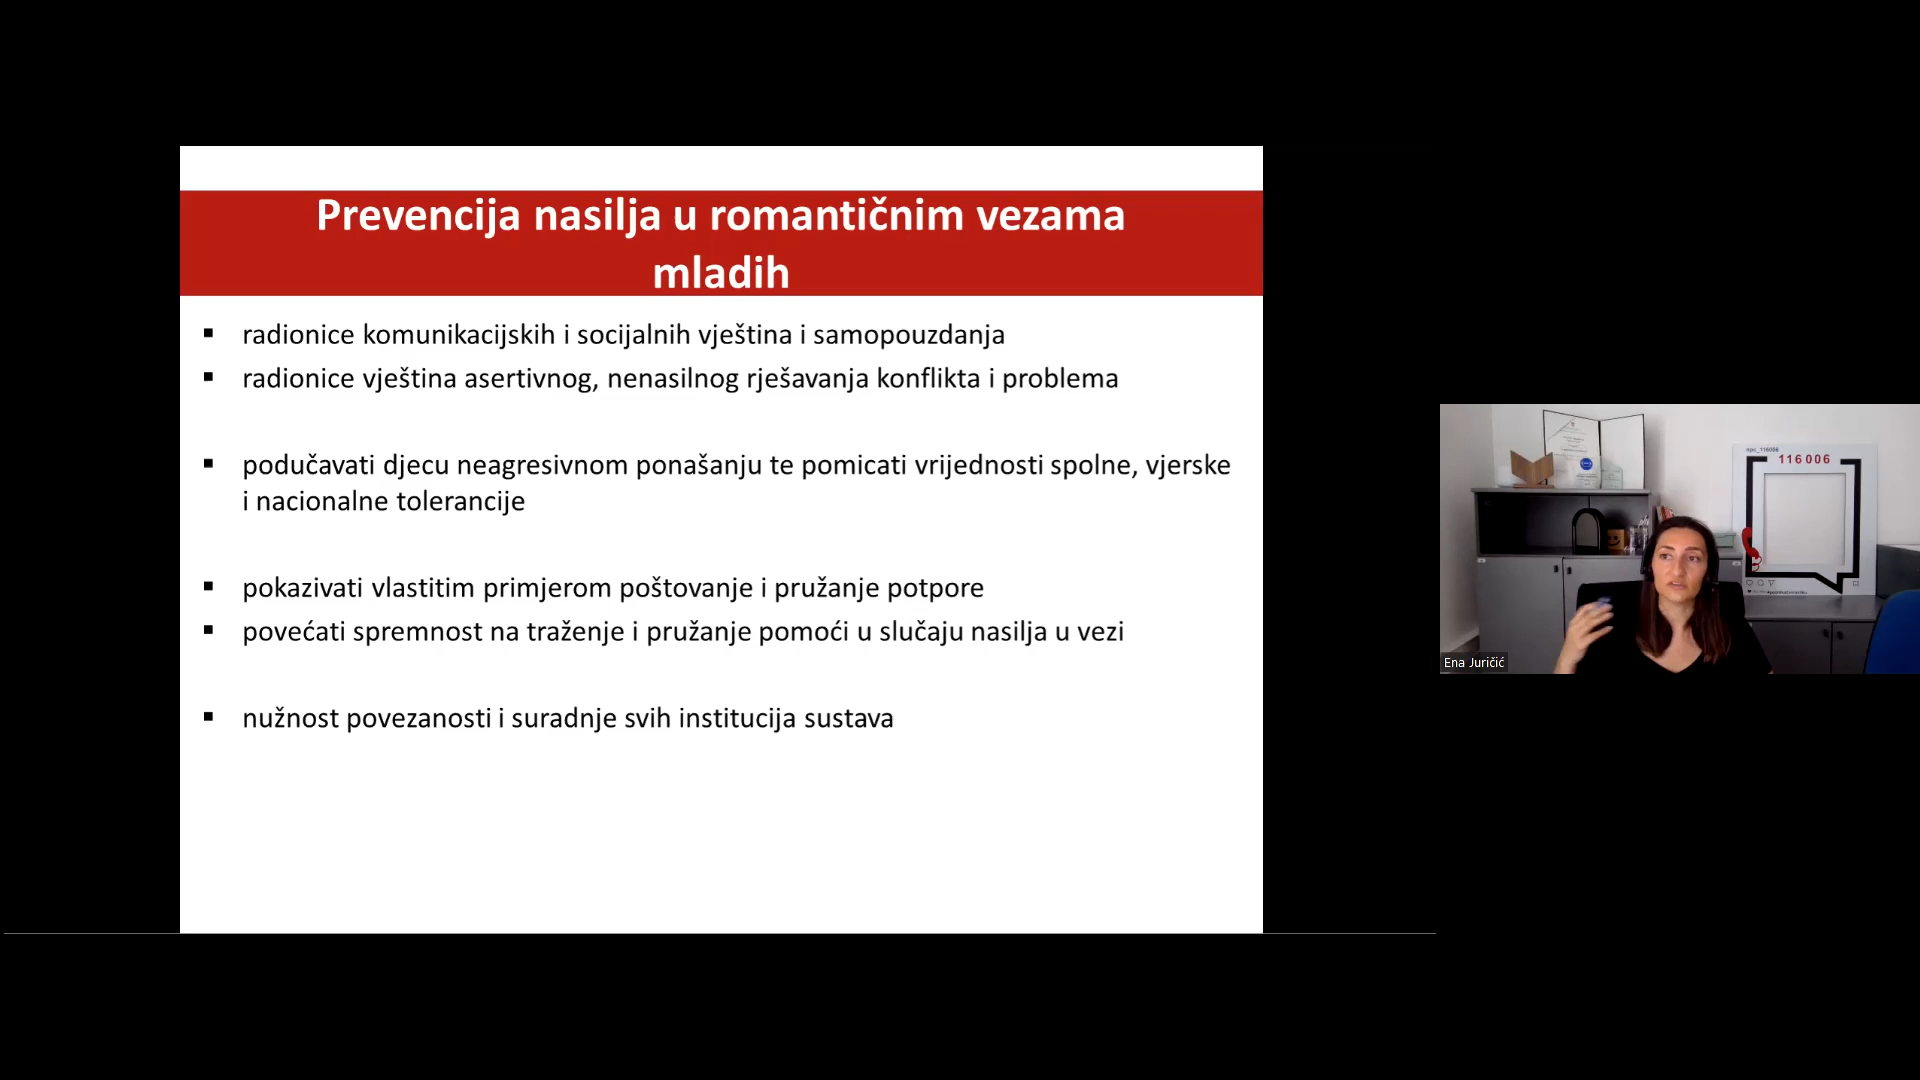 Prevencija nasilja u romantičnim vezama
mladih
▪ radionice komunikacijskih i socijalnih vještina i samopouzdanja
▪ radionice vještina asertivnog, nenasilnog rješavanja konflikta i problema
▪ podučavati djecu neagresivnom ponašanju te pomicati vrijednosti spolne, vjerske
i nacionalne tolerancije
▪ pokazivati vlastitim primjerom poštovanje i pružanje potpore
▪ povećati spremnost na traženje i pružanje pomoći u slučaju nasilja u vezi
▪ nužnost povezanosti i suradnje svih institucija sustava
npc_116006
116 006
Ena Juričić